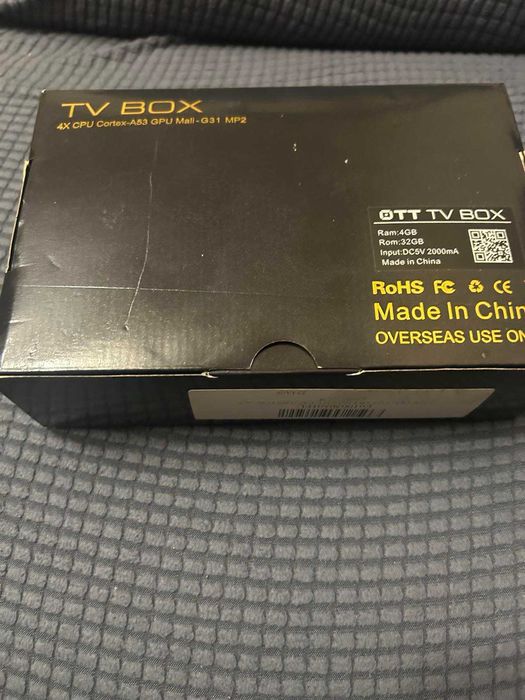 TV BOX
4X CPU Cortex-A53 GPU Mali-G31 MP2
OTT TV BOX
Ram:4GB
Rom:32GB
Input:DC5V 2000mA
Made in China
RoHS FC CE
Made In Chin
OVERSEAS USE ON